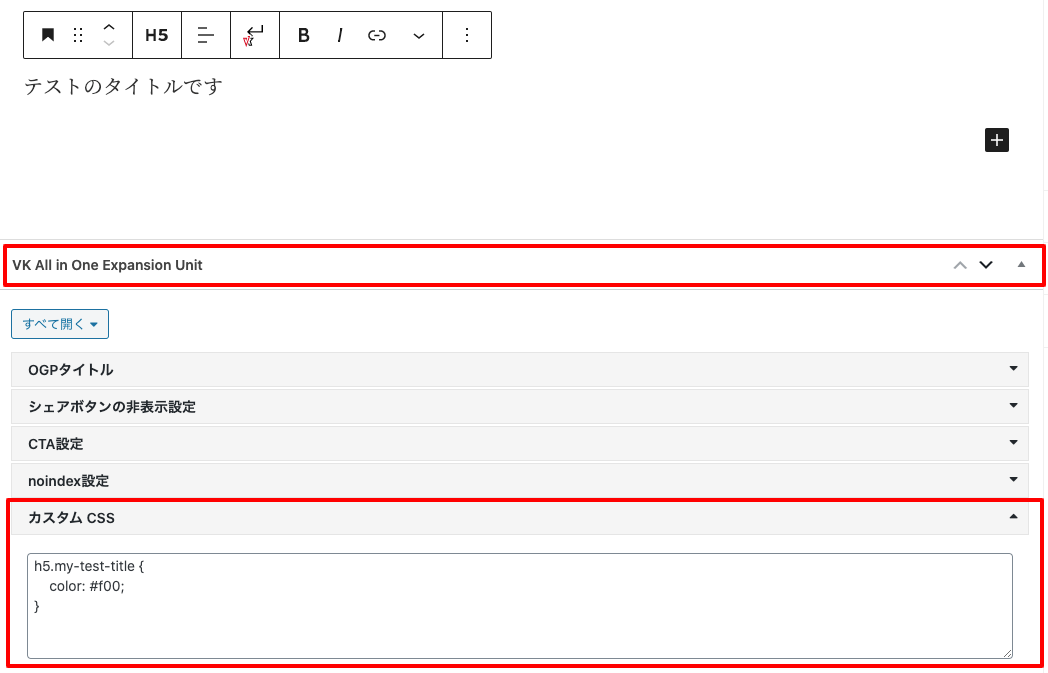 H5 B I
テストのタイトルです
VK All in One Expansion Unit
すべて開く
OGPタイトル
シェアボタンの非表示設定
CTA設定
noindex設定
カスタム CSS
h5.my-test-title {
    color: #f00;
}